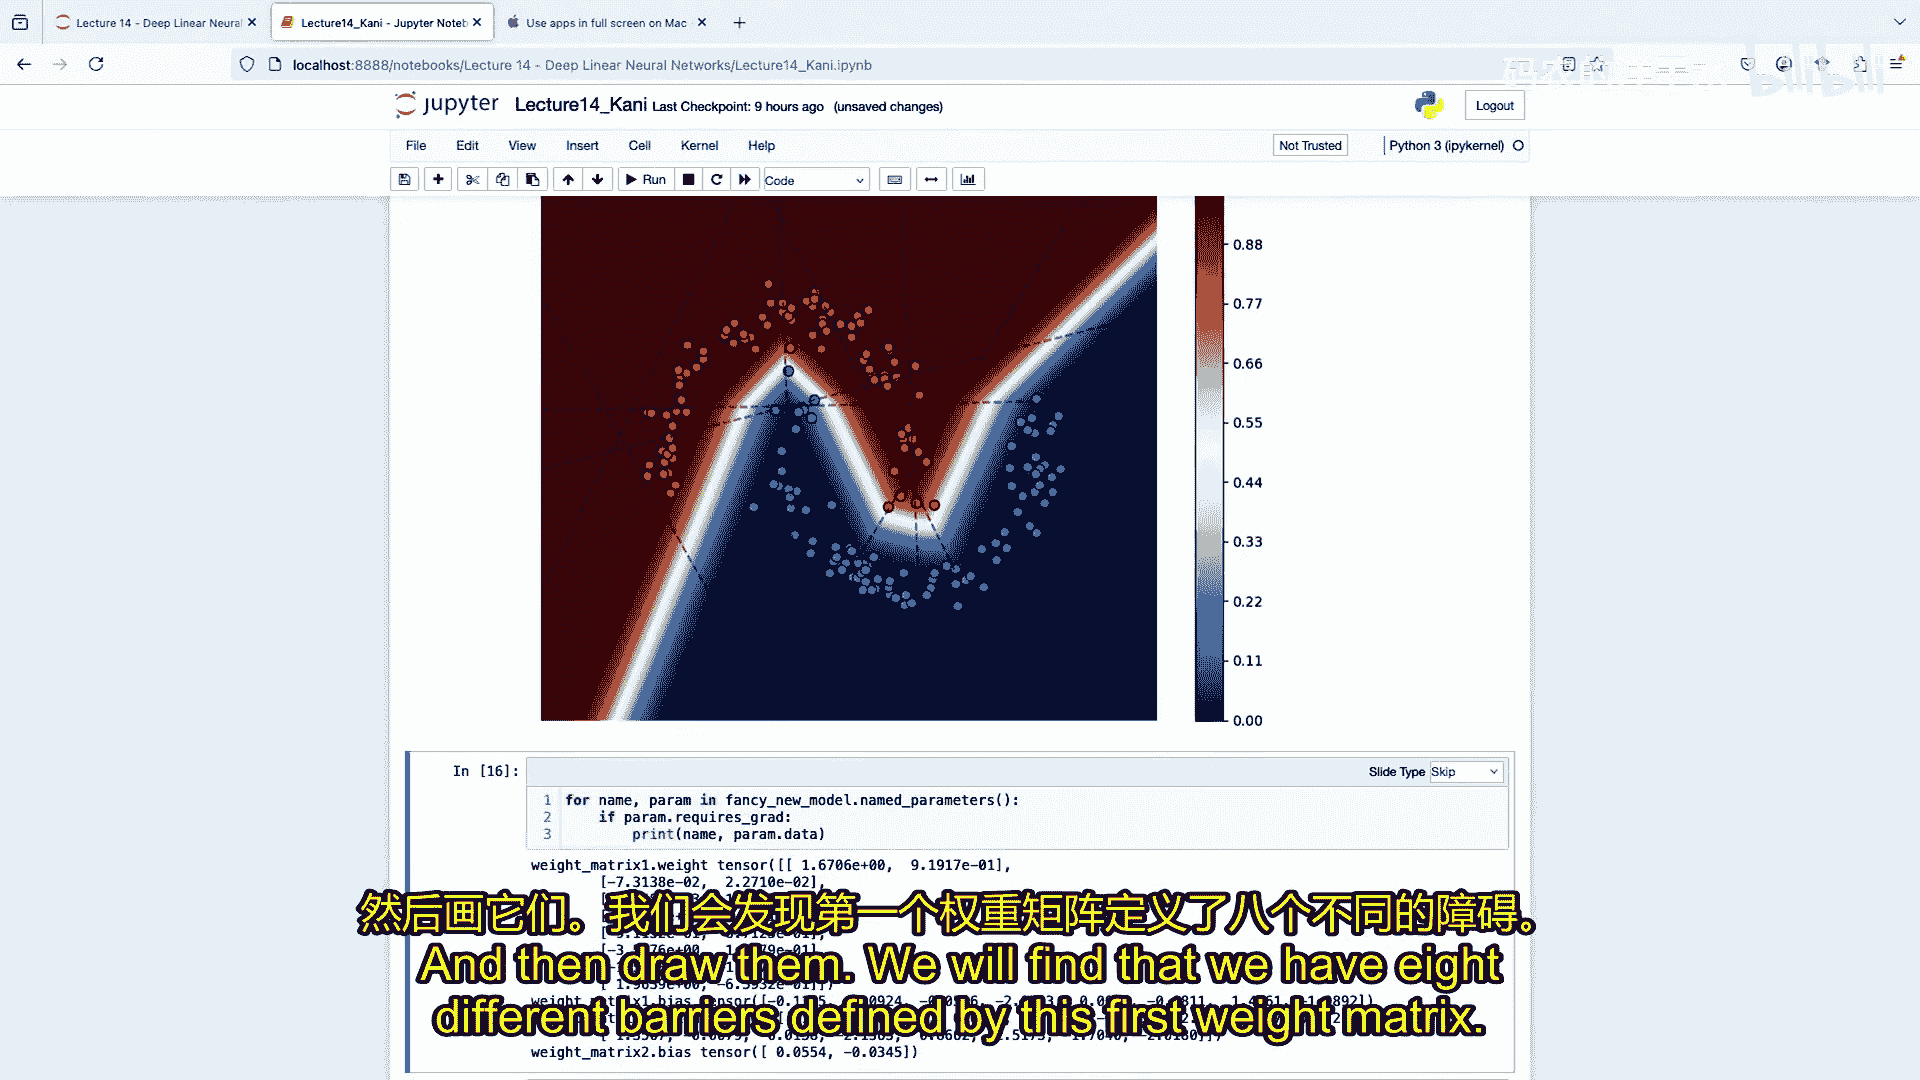 Lecture 14 - Deep Linear Neural
Lecture14_Kani - Jupyter Noteb
Use apps in full screen on Mac
localhost:8888/notebooks/Lecture 14 - Deep Linear Neural Networks/Lecture14_Kani.ipynb
bilibili
jupyter Lecture14_Kani Last Checkpoint: 9 hours ago (unsaved changes)
Logout
File Edit View Insert Cell Kernel Help
Not Trusted
Python 3 (ipykernel)
Run
Code
0.88
0.77
0.66
0.55
0.44
0.33
0.22
0.11
0.00
In [16]:
Slide Type Skip
1 for name, param in fancy_new_model.named_parameters():
2 if param.requires_grad:
3 print(name, param.data)
weight_matrix1.weight tensor([[ 1.6706e+00, 9.1917e-01],
[-7.3138e-02, 2.2710e-02],
然后画它们。我们会发现第一个权重矩阵定义了八个不同的障碍。
And then draw them. We will find that we have eight
different barriers defined by this first weight matrix.
weight_matrix2.bias tensor([ 0.0554, -0.0345])